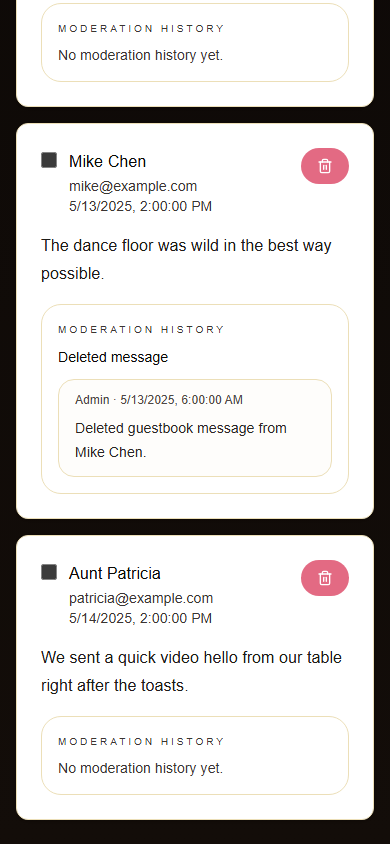 MODERATION HISTORY
No moderation history yet.
Mike Chen
mike@example.com
5/13/2025, 2:00:00 PM
The dance floor was wild in the best way
possible.
MODERATION HISTORY
Deleted message
Admin · 5/13/2025, 6:00:00 AM
Deleted guestbook message from
Mike Chen.
Aunt Patricia
patricia@example.com
5/14/2025, 2:00:00 PM
We sent a quick video hello from our table
right after the toasts.
MODERATION HISTORY
No moderation history yet.